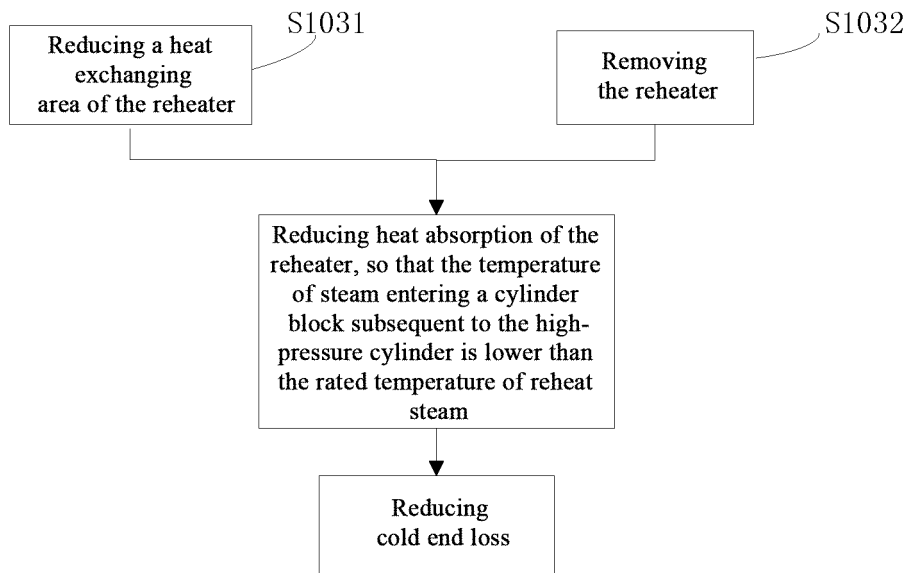 S1031
Reducing a heat
exchanging
area of the reheater
S1032
Removing
the reheater
Reducing heat absorption of the
reheater, so that the temperature
of steam entering a cylinder
block subsequent to the high-
pressure cylinder is lower than
the rated temperature of reheat
steam
Reducing
cold end loss